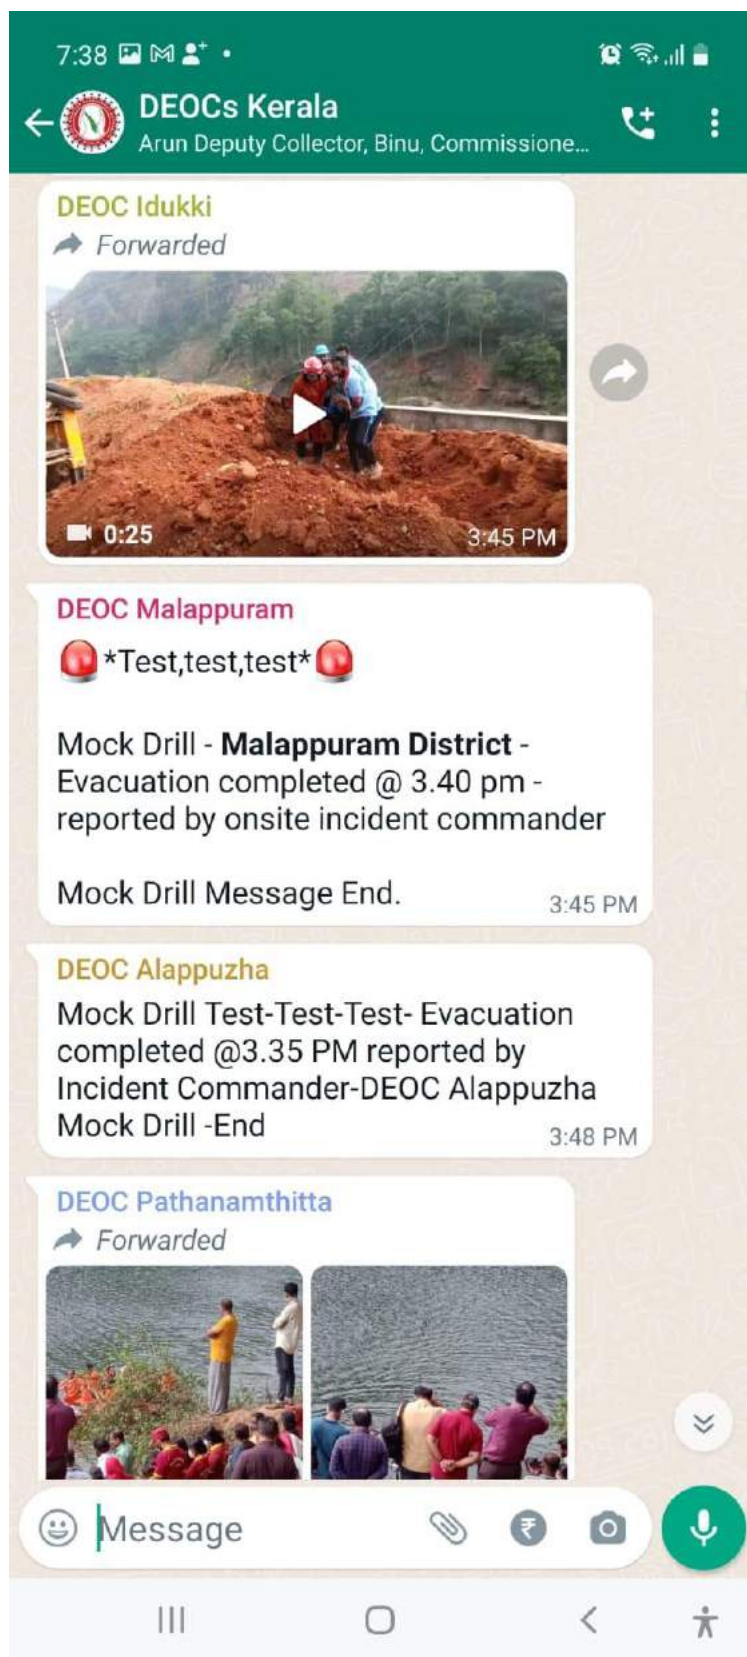 7:38
DEOCs Kerala
Arun Deputy Collector, Binu, Commissione...
DEOC Idukki
Forwarded
0:25
3:45 PM
DEOC Malappuram
*Test,test,test*
Mock Drill - Malappuram District -
Evacuation completed @ 3.40 pm -
reported by onsite incident commander
Mock Drill Message End.
3:45 PM
DEOC Alappuzha
Mock Drill Test-Test-Test- Evacuation
completed @3.35 PM reported by
Incident Commander-DEOC Alappuzha
Mock Drill -End
3:48 PM
DEOC Pathanamthitta
Forwarded
Message